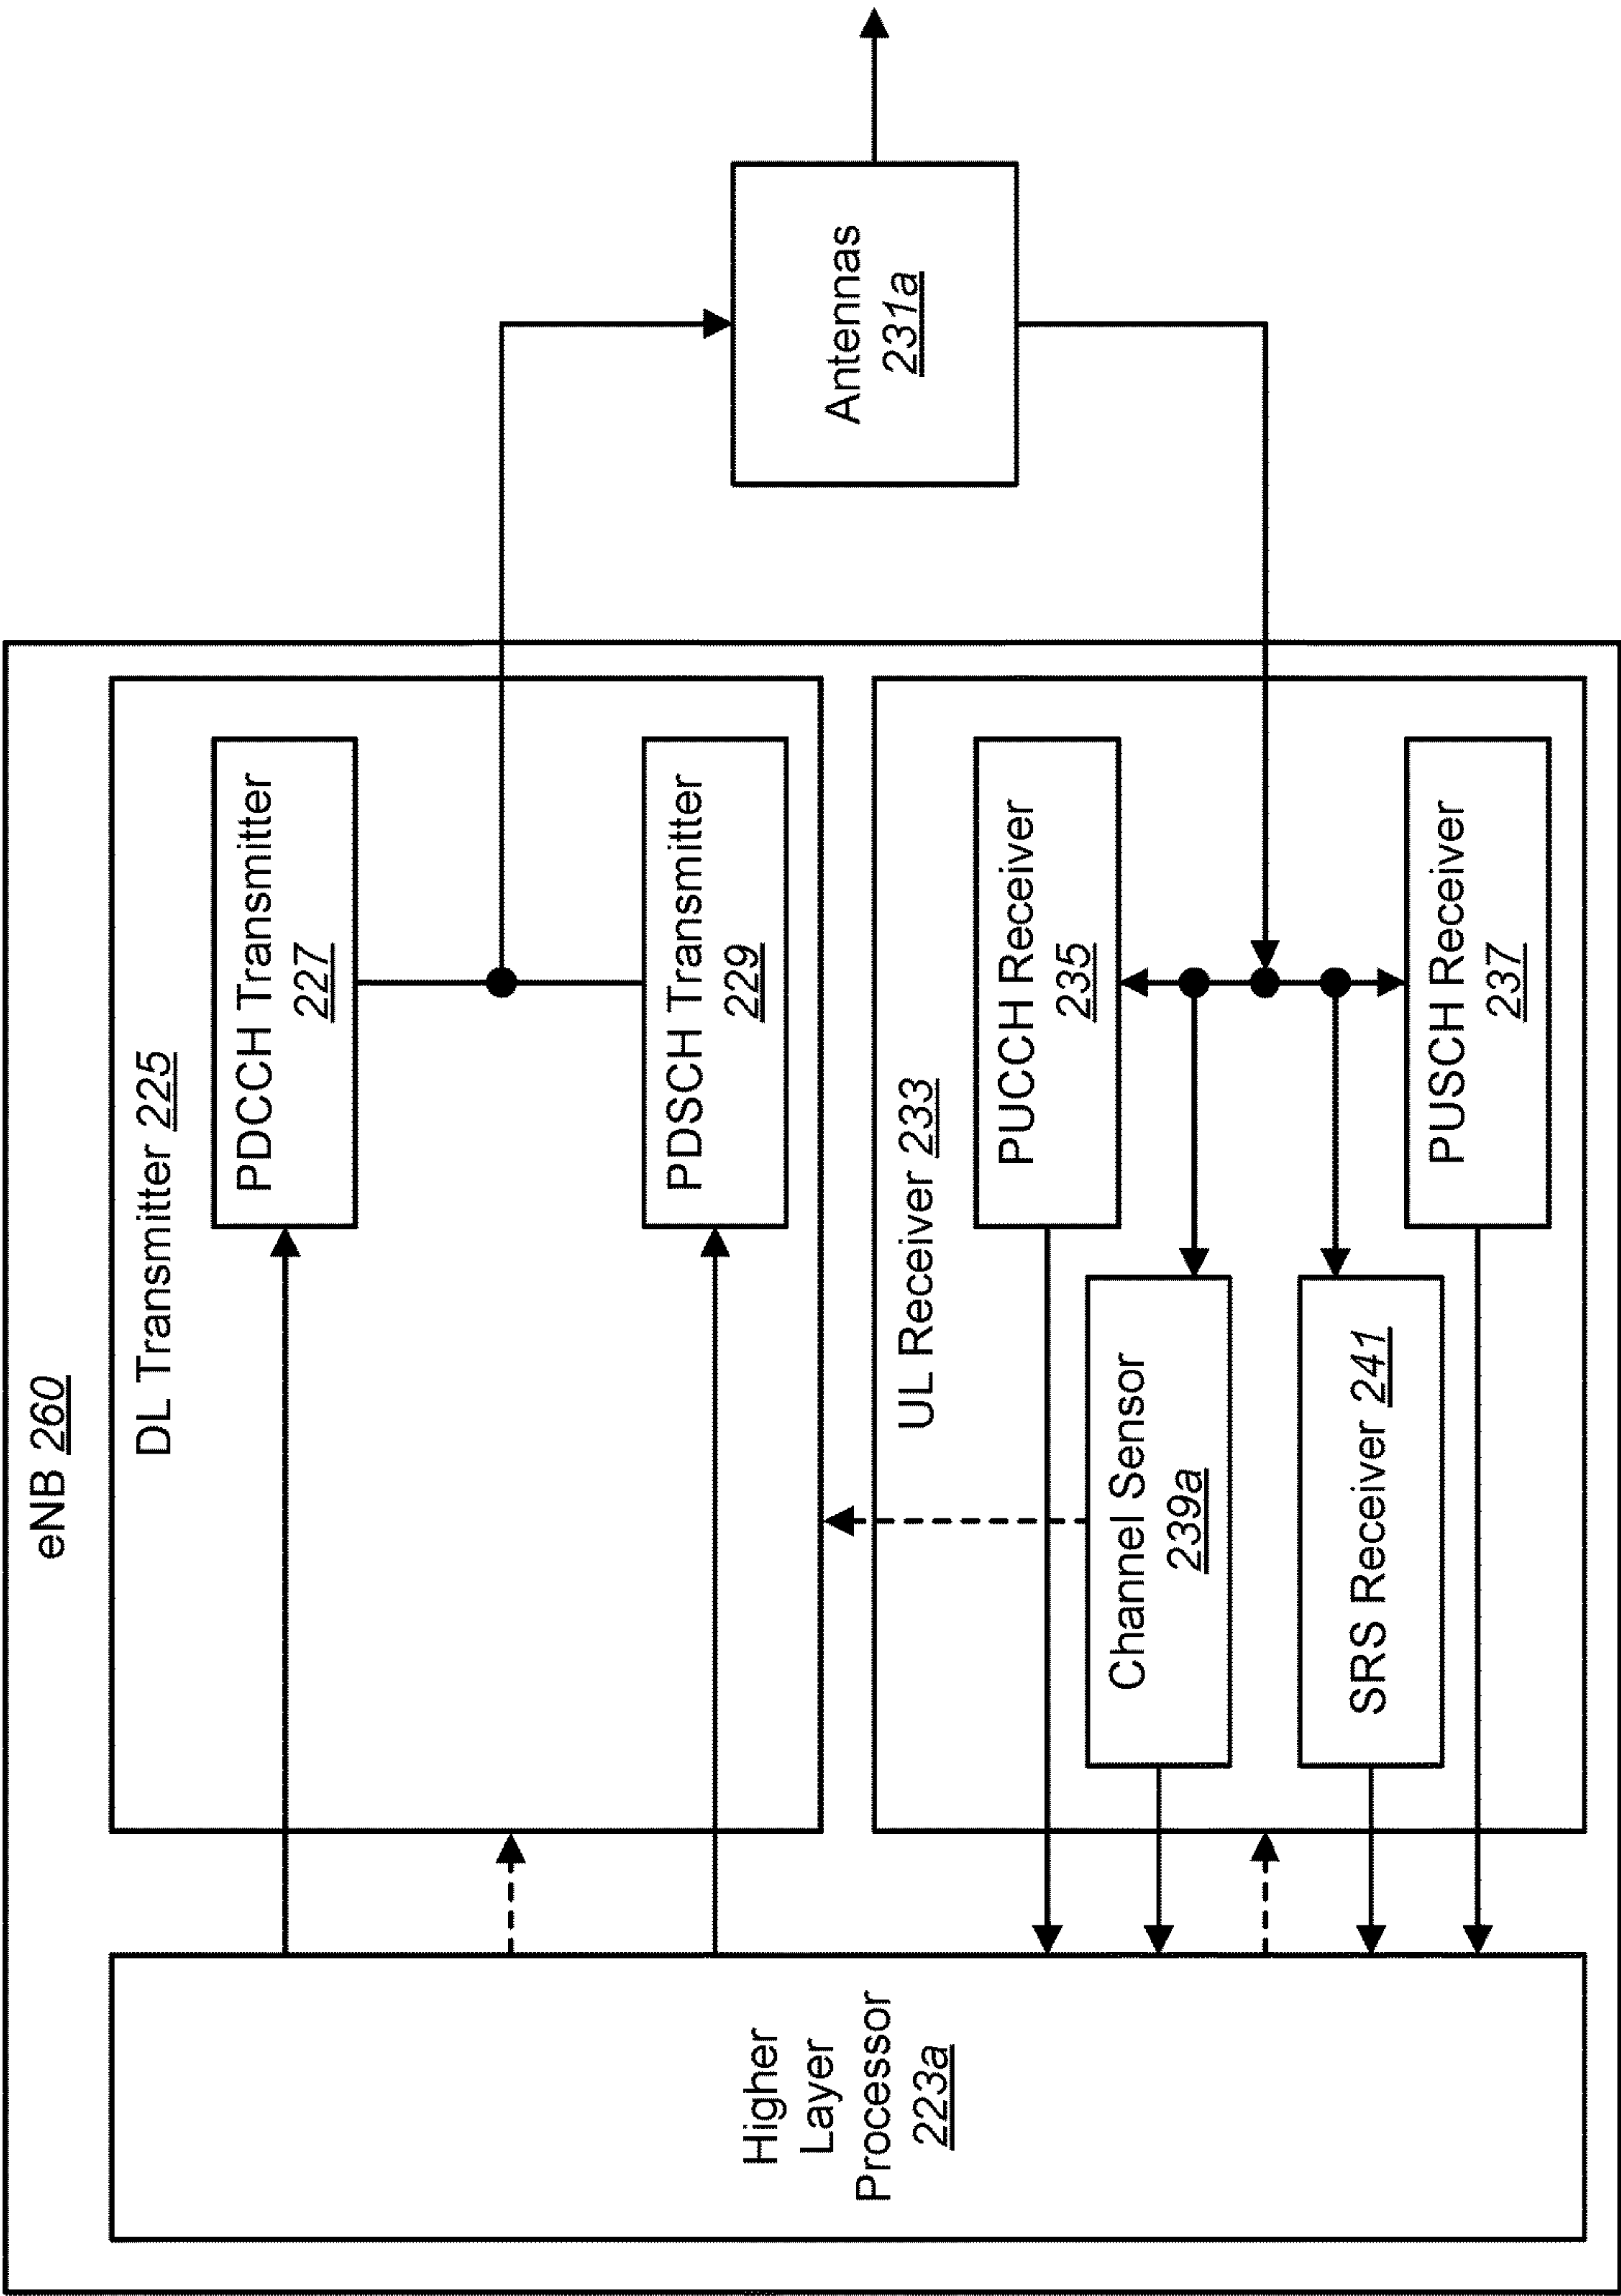 eNB 260
Higher
Layer
Processor
223a
DL Transmitter 225
PDCCH Transmitter
227
PDSCH Transmitter
229
UL Receiver 233
PUCCH Receiver
235
Channel Sensor
239a
SRS Receiver 241
PUSCH Receiver
237
Antennas
231a